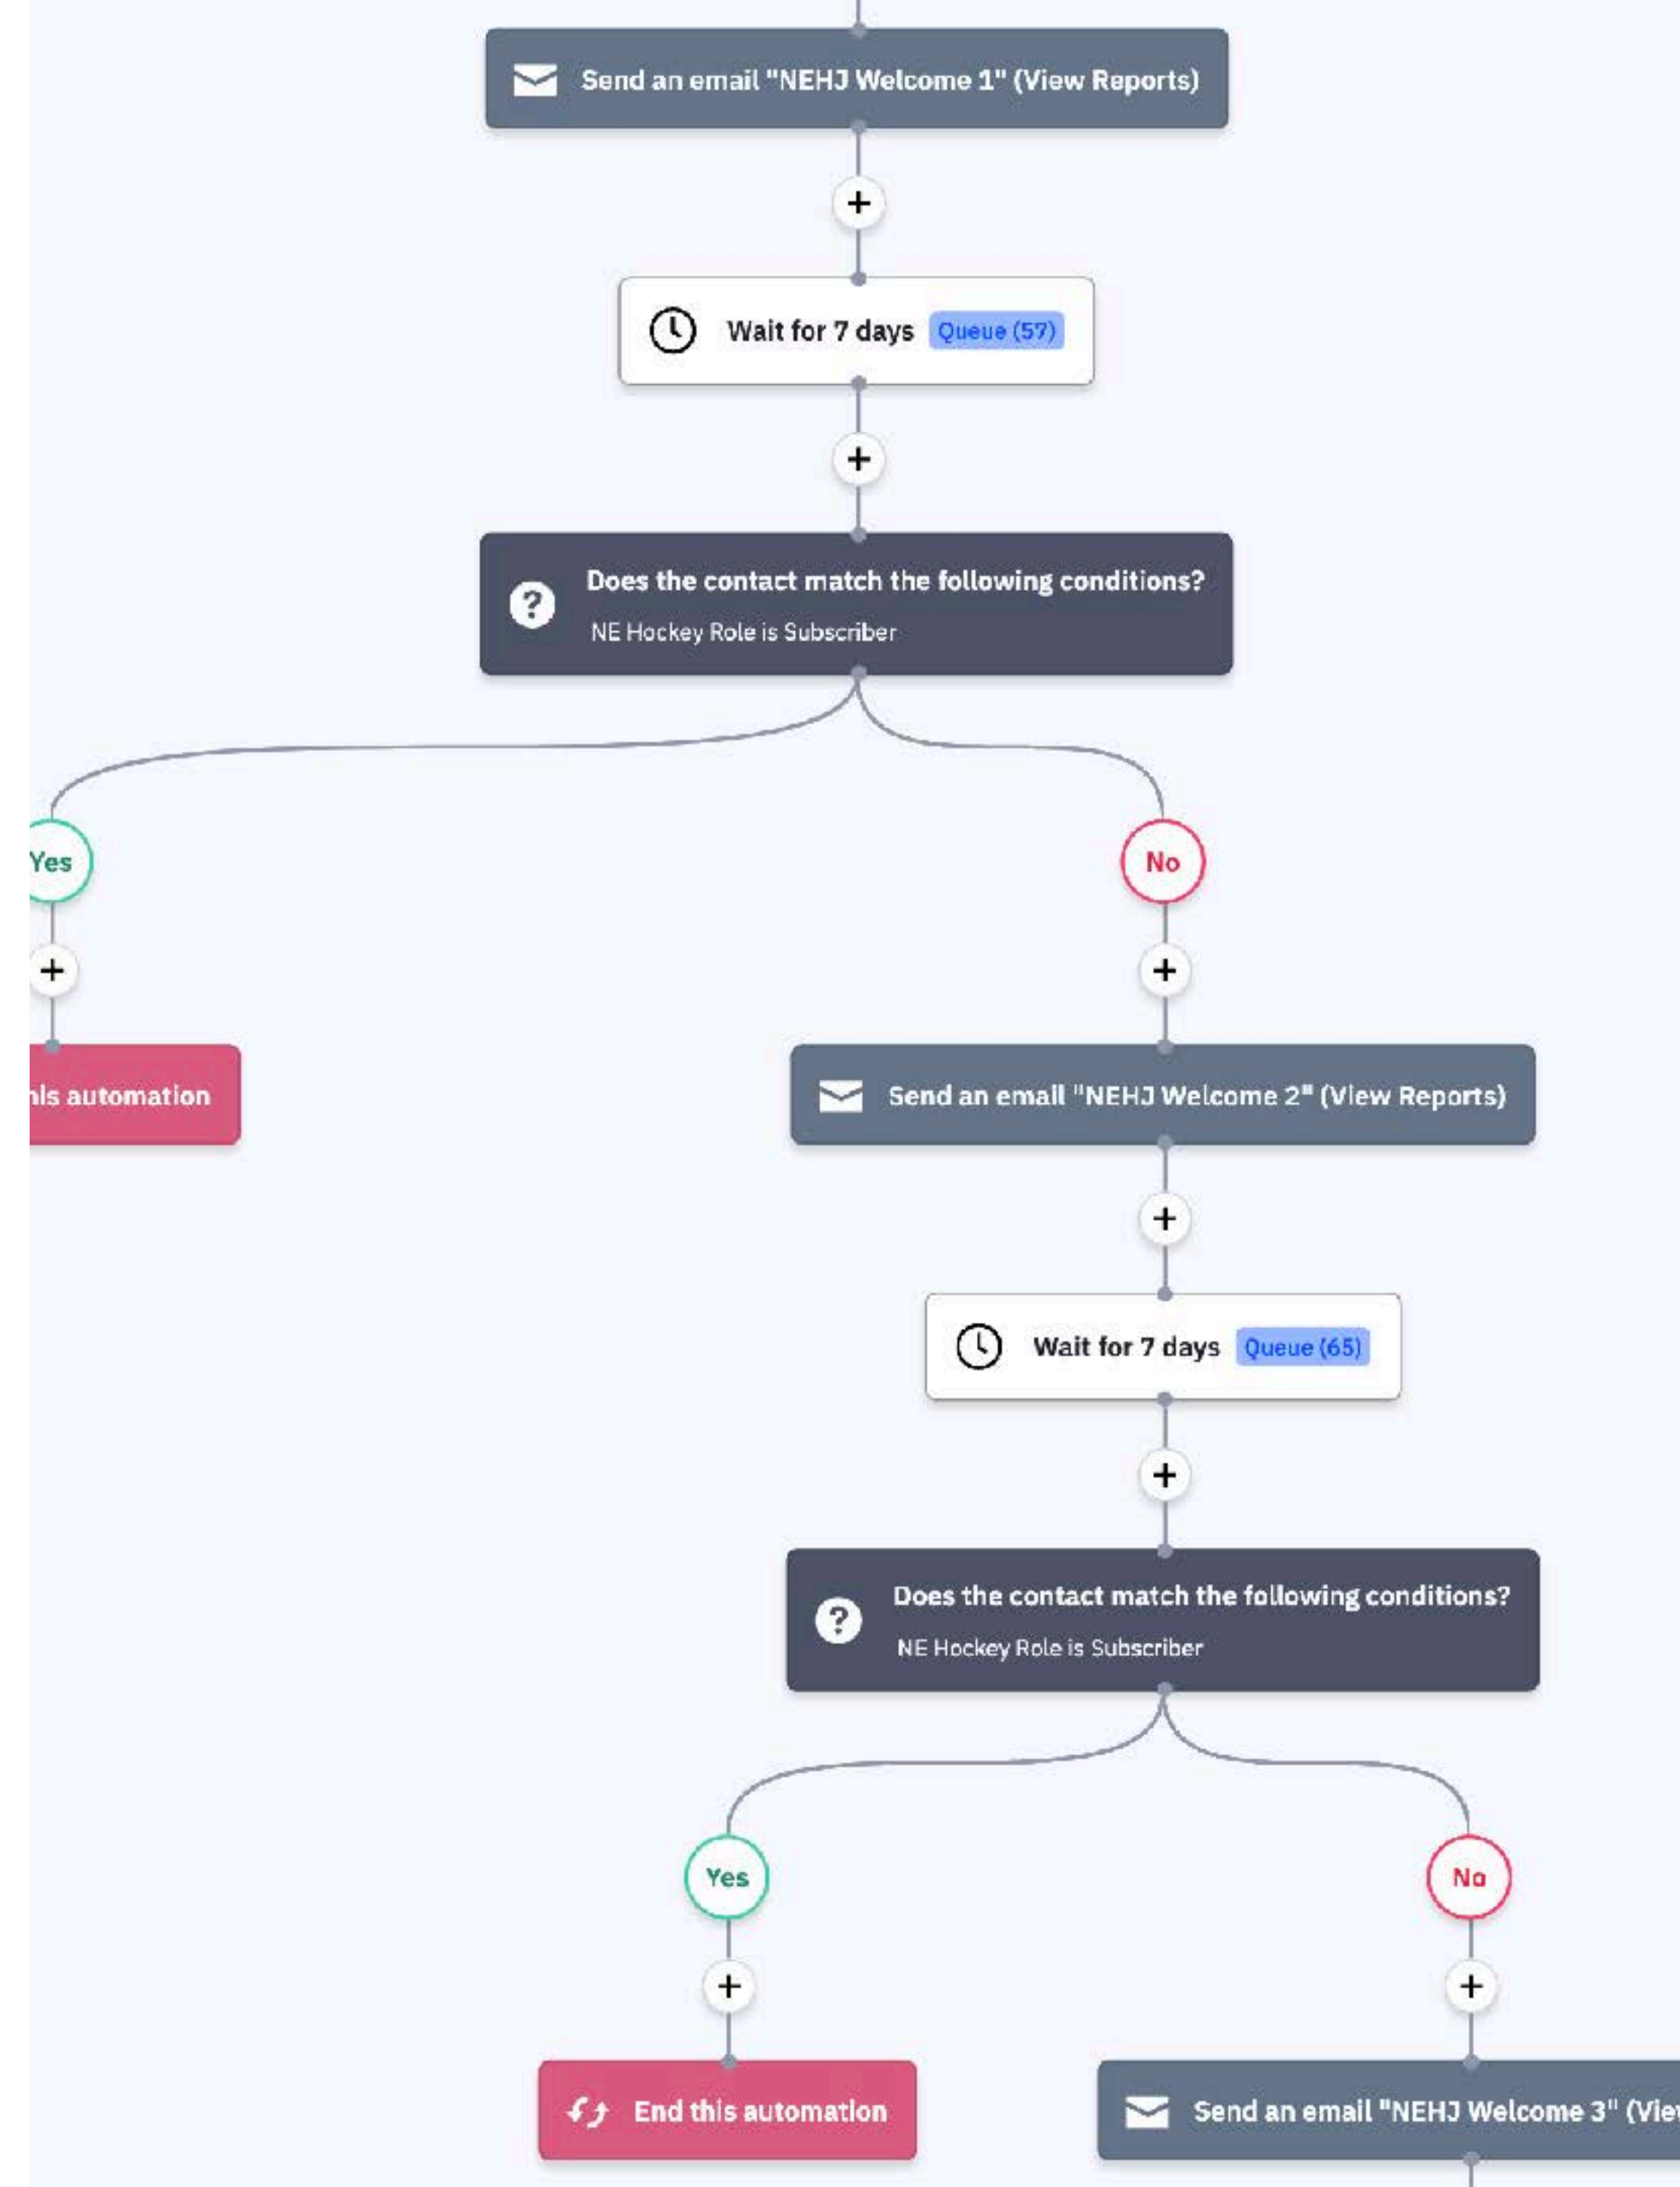 Send an email "NEHJ Welcome 1" (View Reports)
+
Wait for 7 days Queue (57)
+
Does the contact match the following conditions?
NE Hockey Role is Subscriber
Yes
No
+
+
automation
Send an email "NEHJ Welcome 2" (View Reports)
+
Wait for 7 days Queue (65)
+
Does the contact match the following conditions?
NE Hockey Role is Subscriber
Yes
No
+
+
End this automation
Send an email "NEHJ Welcome 3"